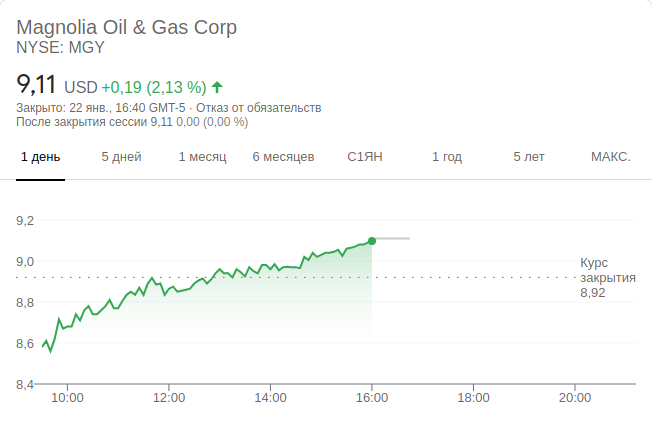 Magnolia Oil & Gas Corp
NYSE: MGY
9,11 USD +0,19 (2,13 %)
Закрыто: 22 янв., 16:40 GMT-5 · Отказ от обязательств
После закрытия сессии 9,11 0,00 (0,00 %)
1 день 5 дней 1 месяц 6 месяцев С1ЯН 1 год 5 лет МАКС.
9,2
9,0
8,8
8,6
8,4
Курс
закрытия
8,92
10:00 12:00 14:00 16:00 18:00 20:00